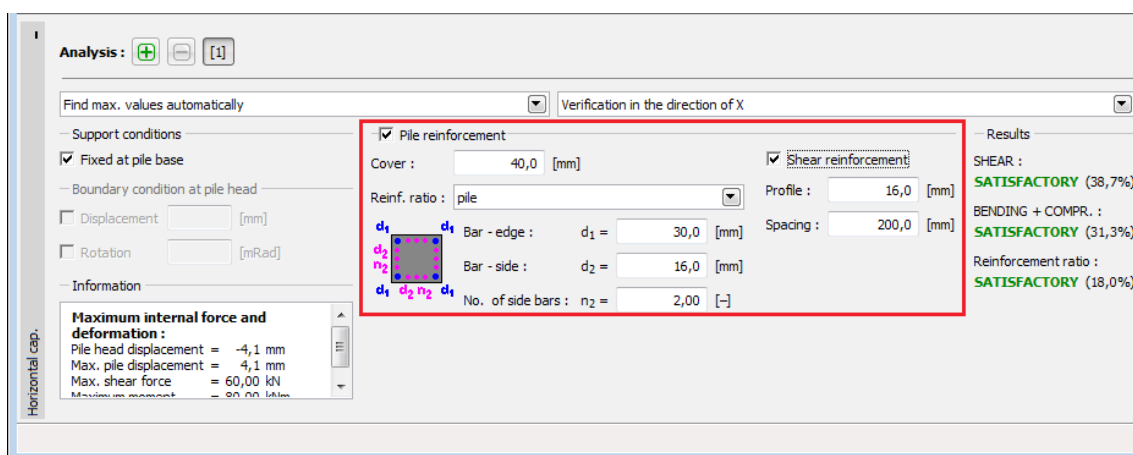 Analysis : [1]
Find max. values automatically
Verification in the direction of X
Support conditions
Fixed at pile base
Boundary condition at pile head
Displacement [mm]
Rotation [mRad]
Information
Maximum internal force and
deformation :
Pile head displacement = -4,1 mm
Max. pile displacement = 4,1 mm
Max. shear force = 60,00 kN
Maximum moment = 80,00 kNm
Pile reinforcement
Cover : 40,0 [mm]
Reinf. ratio : pile
d1 d1
d2
n2
d1 d2 n2 d1
Bar - edge : d1 = 30,0 [mm]
Bar - side : d2 = 16,0 [mm]
No. of side bars : n2 = 2,00 [–]
Shear reinforcement
Profile : 16,0 [mm]
Spacing : 200,0 [mm]
Results
SHEAR :
SATISFACTORY (38,7%)
BENDING + COMPR. :
SATISFACTORY (31,3%)
Reinforcement ratio :
SATISFACTORY (18,0%)
Horizontal cap.